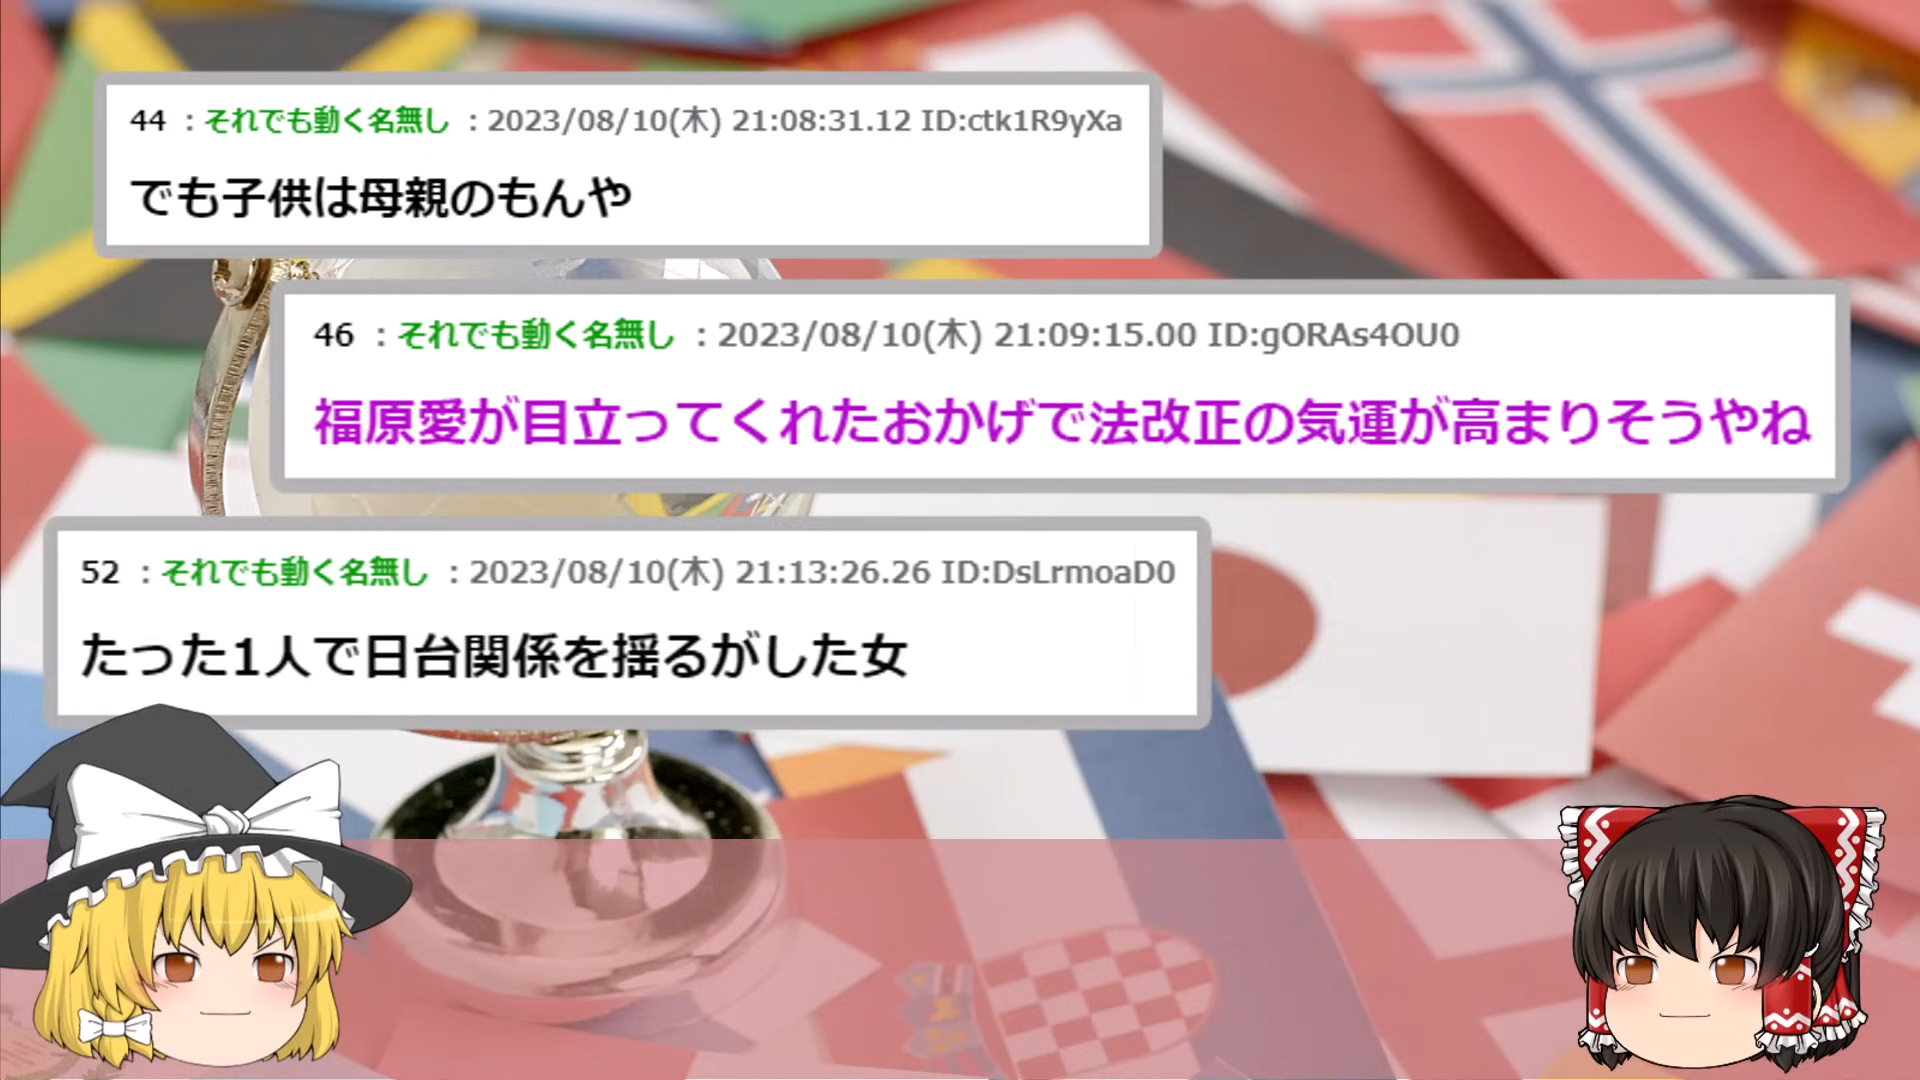 44 ：それでも動く名無し ：2023/08/10(木) 21:08:31.12 ID:ctk1R9yXa
でも子供は母親のもんや
46 ：それでも動く名無し ：2023/08/10(木) 21:09:15.00 ID:gORAs4OU0
福原愛が目立ってくれたおかげで法改正の気運が高まりそうやね
52 ：それでも動く名無し ：2023/08/10(木) 21:13:26.26 ID:DsLrmoaD0
たった1人で日台関係を揺るがした女